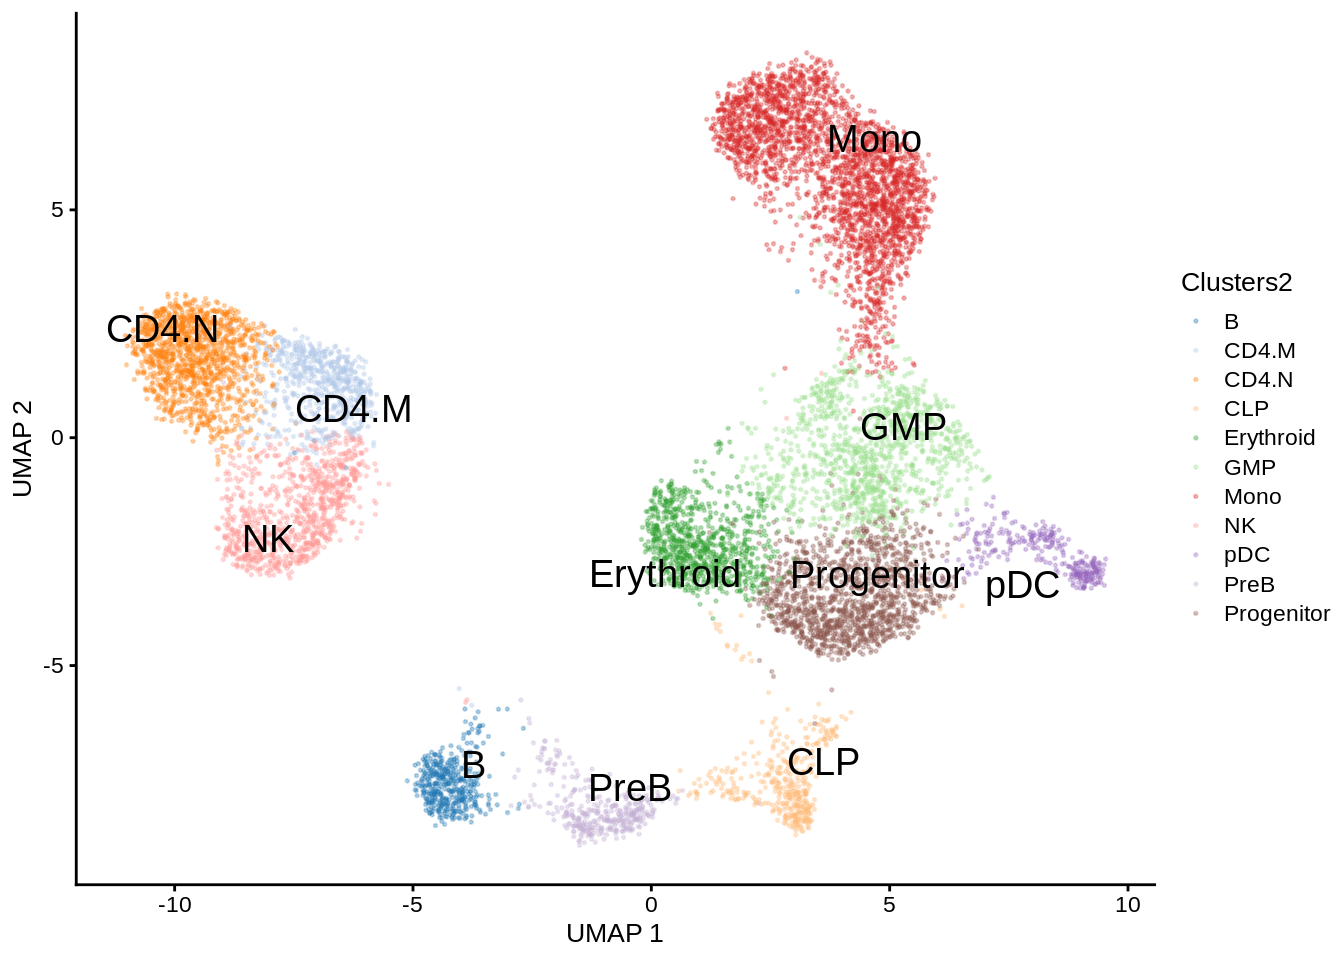 Mono
5
CD4.N
CD4.M
GMP
0
NK
Erythroid
Progenitor
pDC
-5
B
PreB
CLP
-10
-5
0
5
10
UMAP 1
UMAP 2
Clusters2
B
CD4.M
CD4.N
CLP
Erythroid
GMP
Mono
NK
pDC
PreB
Progenitor